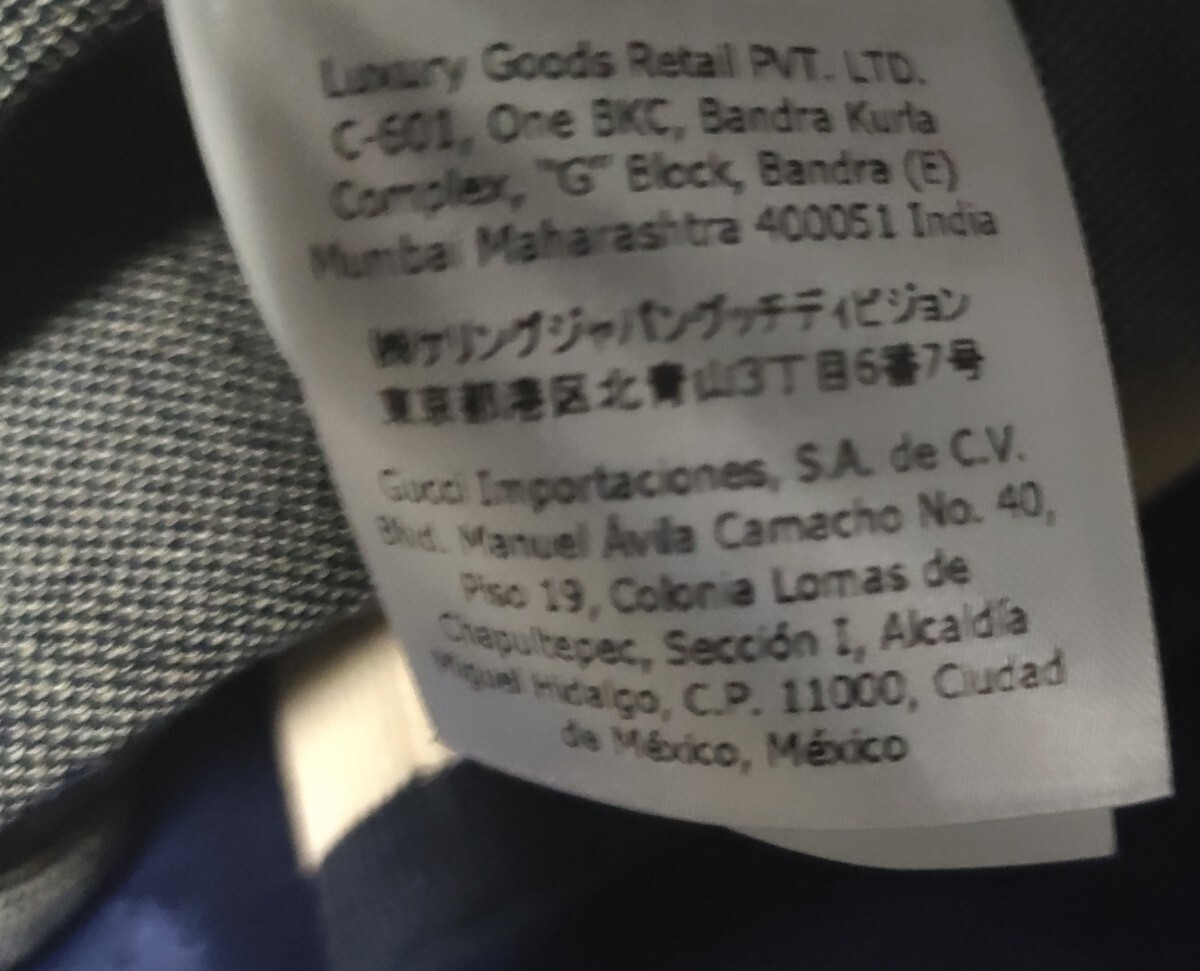 Luxury Goods Retail PVT. LTD.
C-601, One BKC, Bandra Kurla
Complex, "G" Block, Bandra (E)
Mumbai Maharashtra 400051 India
㈱ケリングジャパングッチディビジョン
東京都港区北青山3丁目6番7号
Gucci Importaciones, S.A. de C.V.
Blvd. Manuel Ávila Camacho No. 40,
Piso 19, Colonia Lomas de
Chapultepec, Sección I, Alcaldía
Miguel Hidalgo, C.P. 11000, Ciudad
de México, México